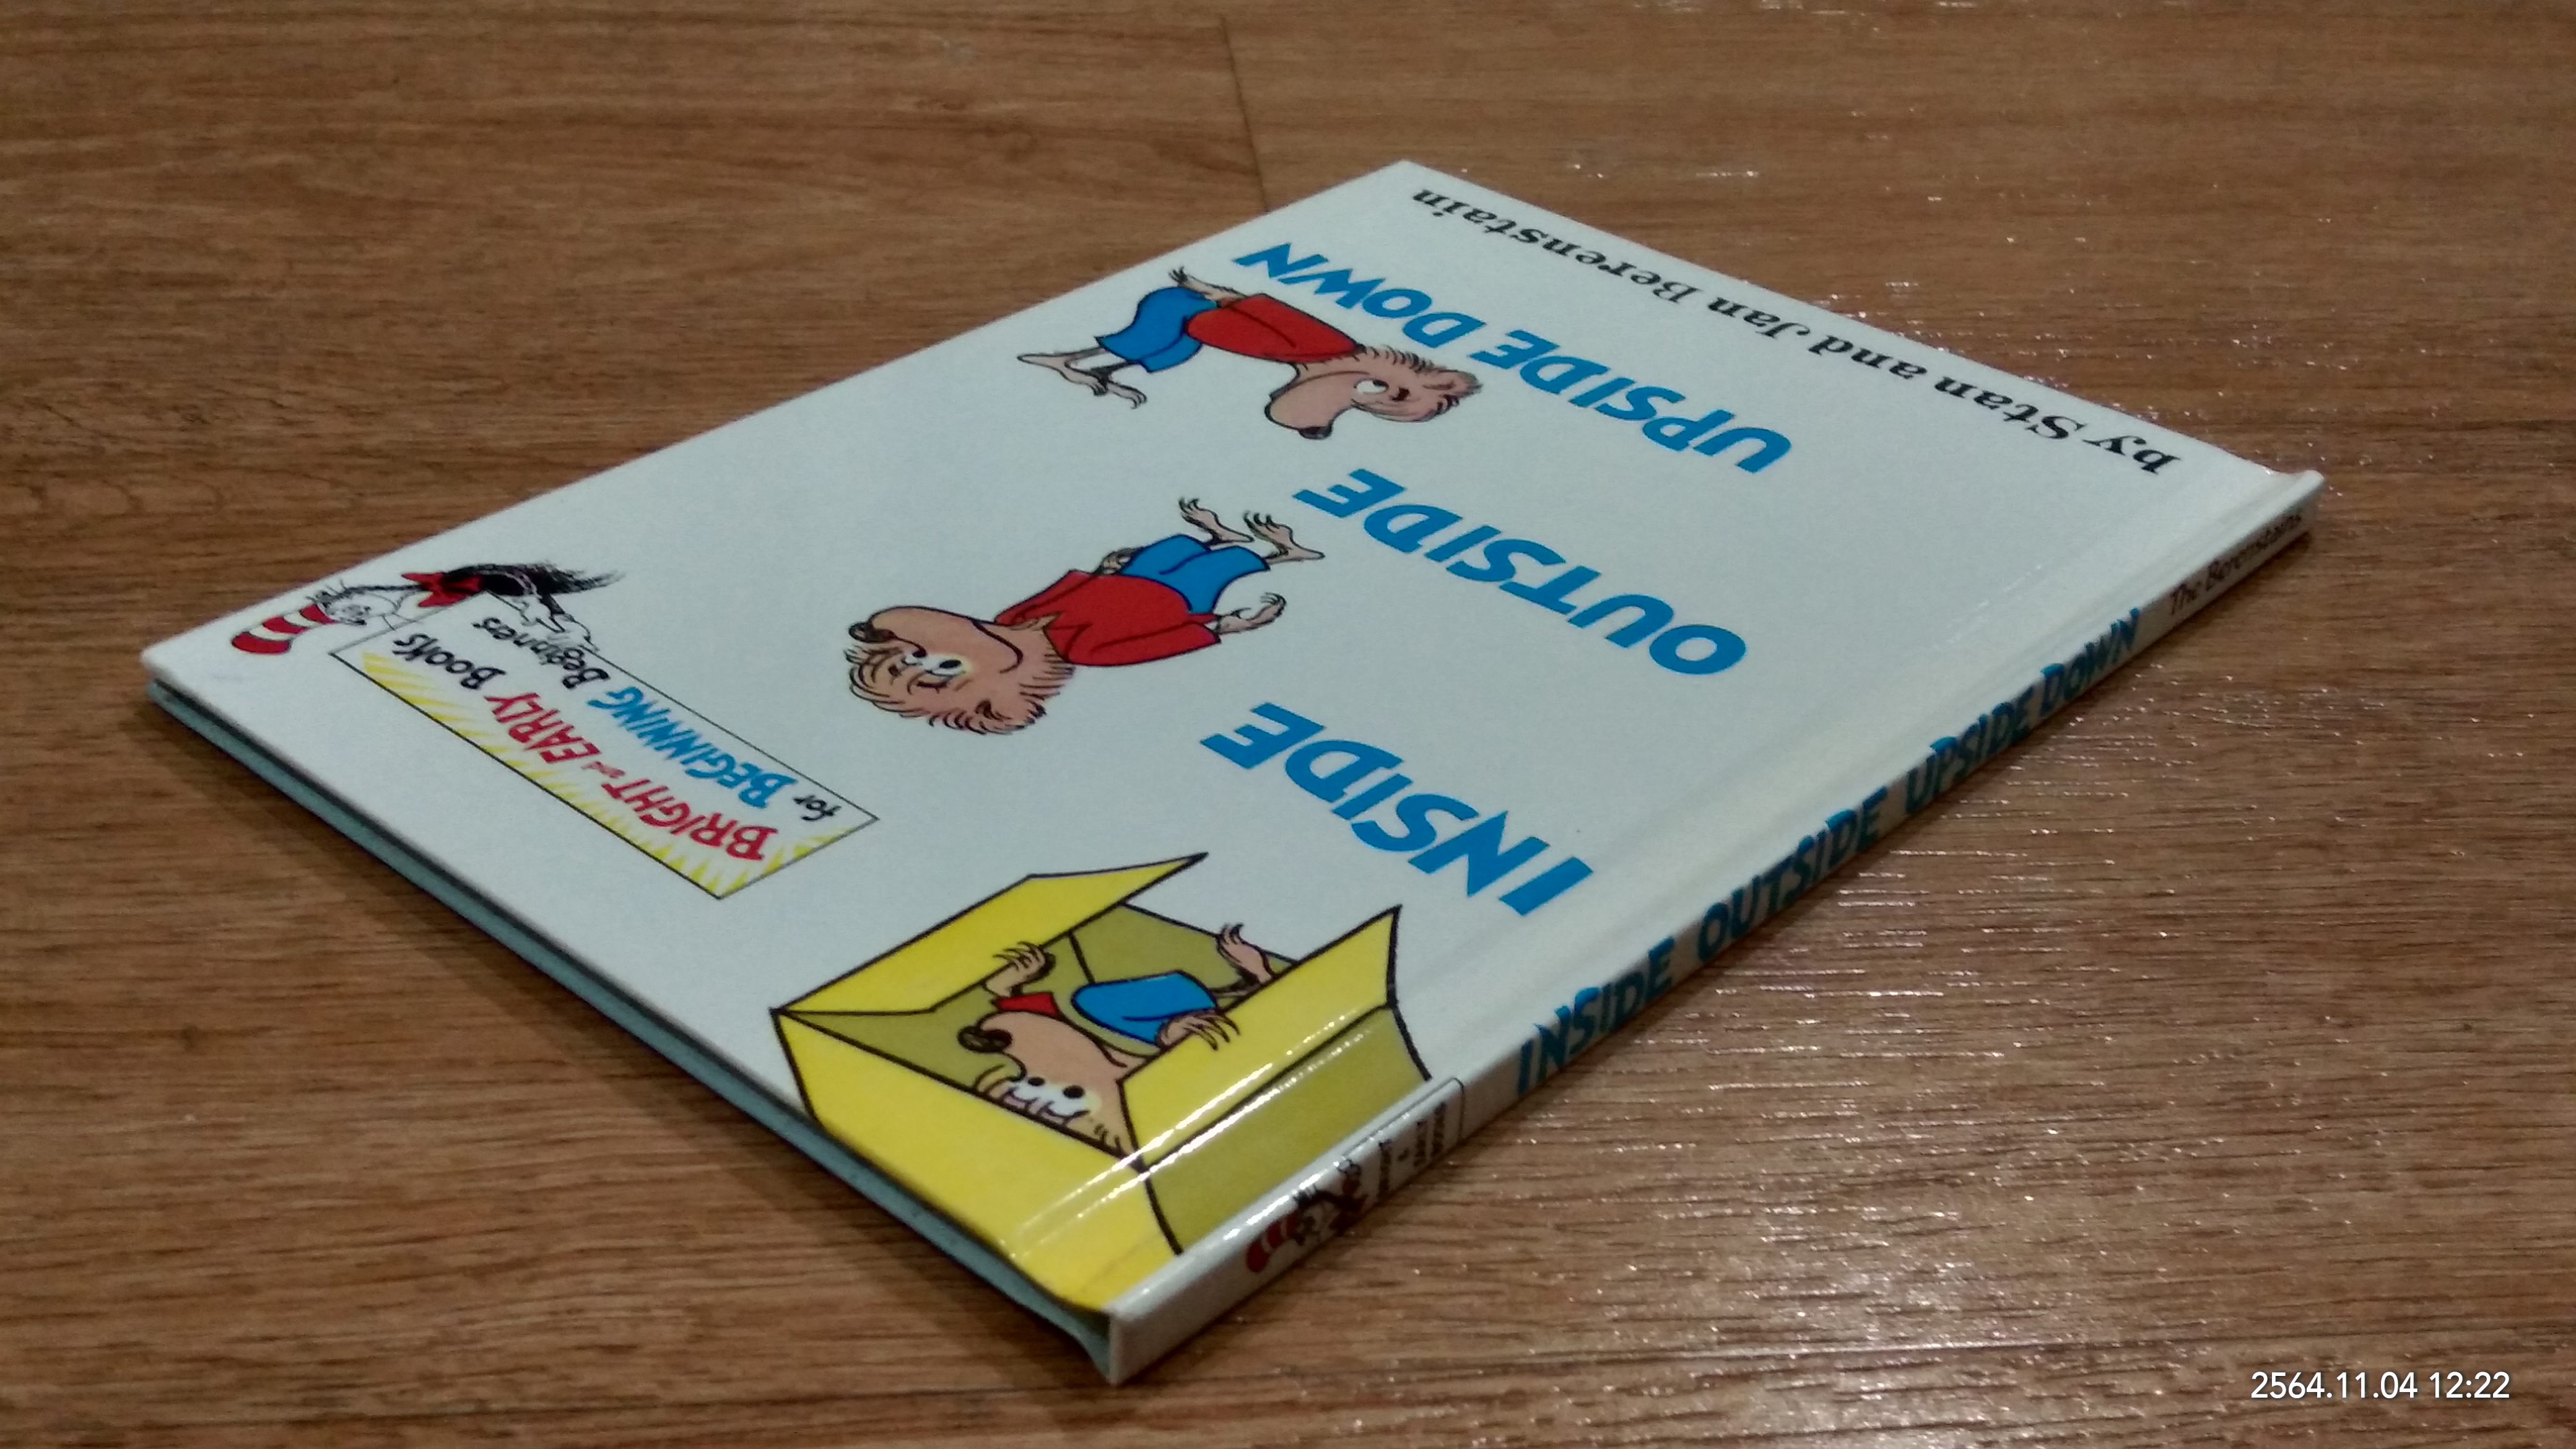 BRIGHT and EARLY BOOKS
for BEGINNING Beginners
INSIDE
OUTSIDE
UPSIDE DOWN
by Stan and Jan Berenstain
INSIDE OUTSIDE UPSIDE DOWN The Berenstains
2564.11.04 12:22